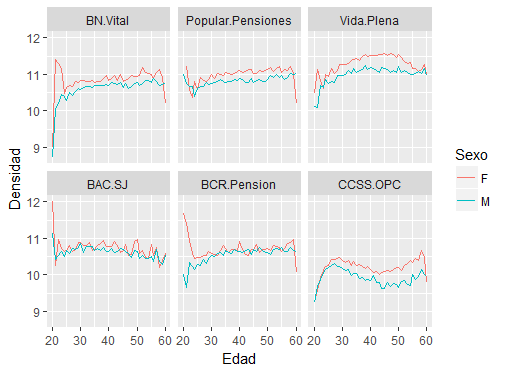 BN.Vital Popular.Pensiones Vida.Plena
12
11
10
9
BAC.SJ BCR.Pension CCSS.OPC
12
11
10
9
20 30 40 50 60 20 30 40 50 60 20 30 40 50 60
Edad
Densidad
Sexo
F
M